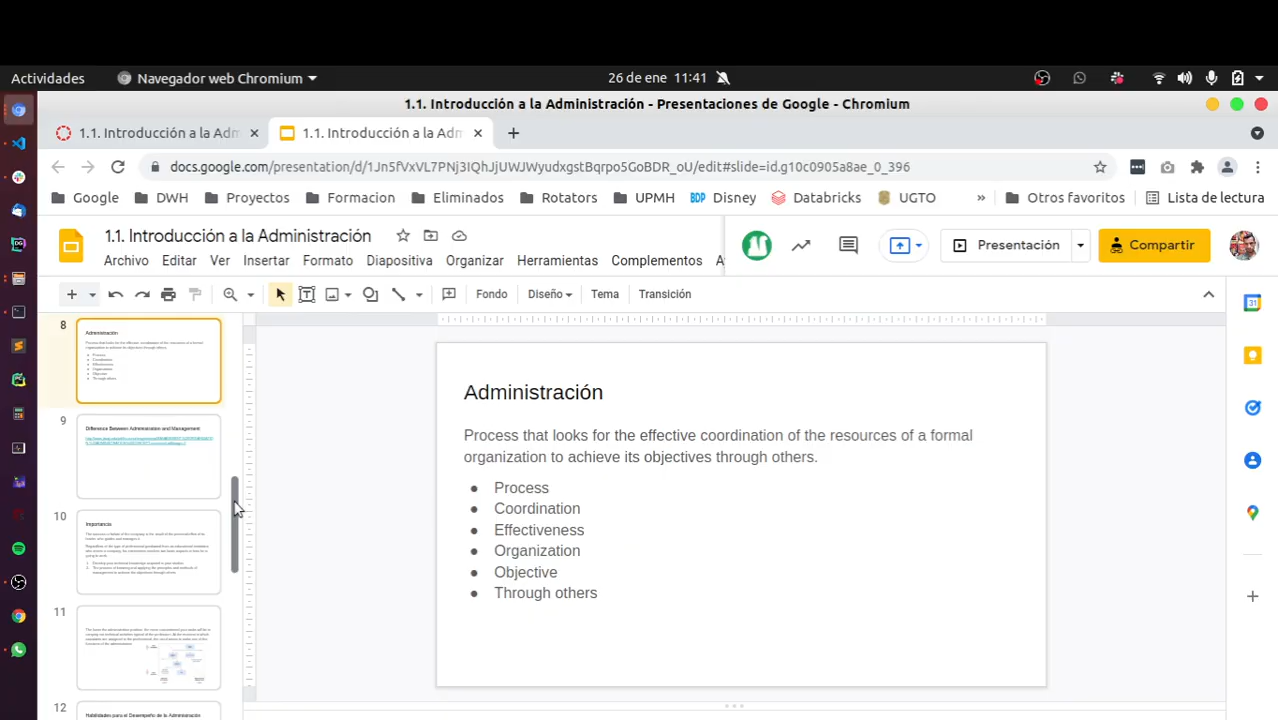 Actividades
Navegador web Chromium
26 de ene 11:41
1.1. Introducción a la Administración - Presentaciones de Google - Chromium
1.1. Introducción a la Adm
1.1. Introducción a la Adm
docs.google.com/presentation/d/1Jn5fVxVL7PNj3IQhJjUWJWyudxgstBqrpo5GoBDR_oU/edit#slide=id.g10c0905a8ae_0_396
Google
DWH
Proyectos
Formacion
Eliminados
Rotators
UPMH
Disney
Databricks
UGTO
»
Otros favoritos
Lista de lectura
1.1. Introducción a la Administración
Presentación
Compartir
Archivo Editar Ver Insertar Formato Diapositiva Organizar Herramientas Complementos
Fondo
Diseño
Tema
Transición
8
Administración
9
Difference Between Administration and Management
10
Importancia
11
12
Habilidades para el Desempeño de la Administración
Administración
Process that looks for the effective coordination of the resources of a formal
organization to achieve its objectives through others.
● Process
● Coordination
● Effectiveness
● Organization
● Objective
● Through others
31